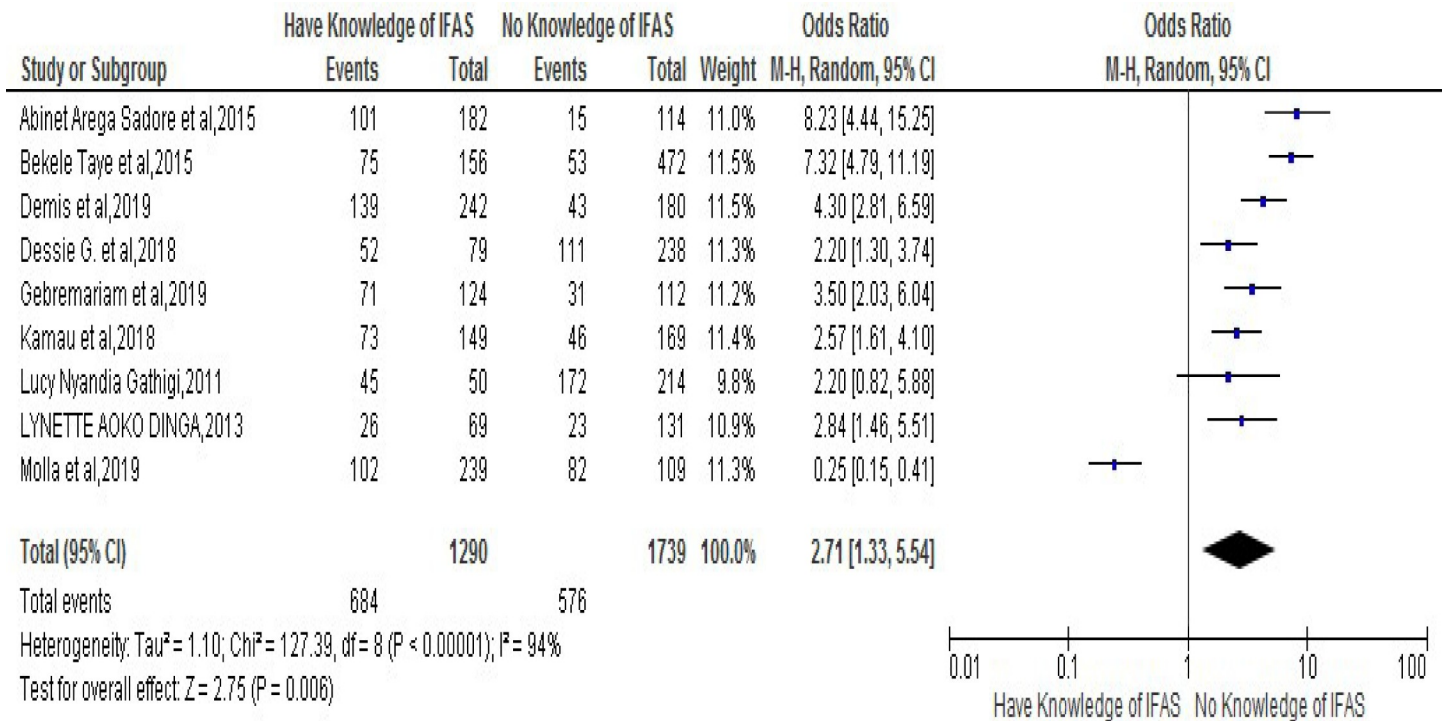 Have Knowledge of IFAS No Knowledge of IFAS Odds Ratio Odds Ratio
Study or Subgroup Events Total Events Total Weight M-H, Random, 95% CI M-H, Random, 95% CI
Abinet Arega Sadore et al,2015 101 182 15 114 11.0% 8.23 [4.44, 15.25]
Bekele Taye et al,2015 75 156 53 472 11.5% 7.32 [4.79, 11.19]
Demis et al,2019 139 242 43 180 11.5% 4.30 [2.81, 6.59]
Dessie G. et al,2018 52 79 111 238 11.3% 2.20 [1.30, 3.74]
Gebremariam et al,2019 71 124 31 112 11.2% 3.50 [2.03, 6.04]
Kamau et al,2018 73 149 46 169 11.4% 2.57 [1.61, 4.10]
Lucy Nyandia Gathigi,2011 45 50 172 214 9.8% 2.20 [0.82, 5.88]
LYNETTE AOKO DINGA,2013 26 69 23 131 10.9% 2.84 [1.46, 5.51]
Molla et al,2019 102 239 82 109 11.3% 0.25 [0.15, 0.41]
Total (95% CI) 1290 1739 100.0% 2.71 [1.33, 5.54]
Total events 684 576
Heterogeneity: Tau² = 1.10; Chi² = 127.39, df = 8 (P < 0.00001); I² = 94%
Test for overall effect: Z = 2.75 (P = 0.006)
0.01 0.1 1 10 100
Have Knowledge of IFAS No Knowledge of IFAS